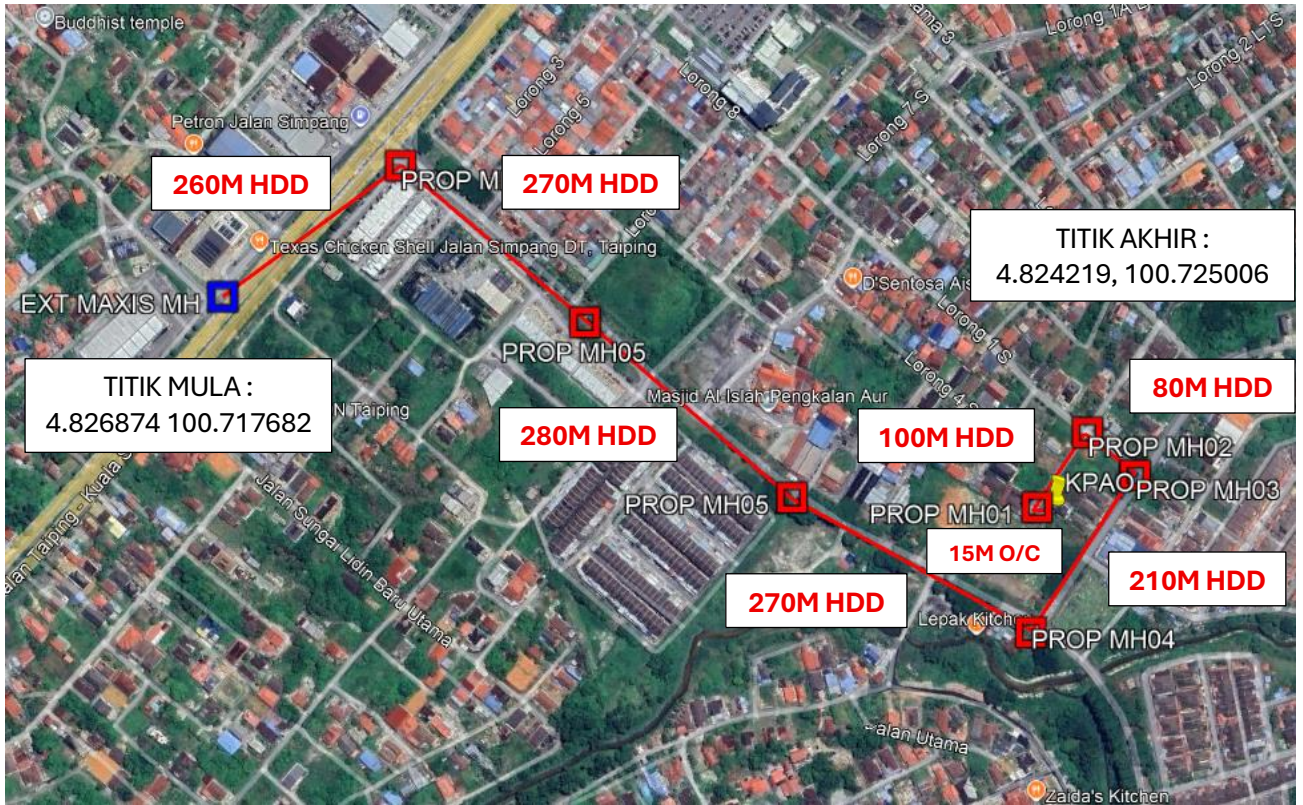 Buddhist temple
Lorong 1A
Lorong 2 LTS
Lorong 3
Lorong 5
Lorong 8
Lorong 7 S
Petron Jalan Simpang
260M HDD
PROP M
270M HDD
Texas Chicken Shell Jalan Simpang DT, Taiping
TITIK AKHIR :
4.824219, 100.725006
D'Sentosa
EXT MAXIS MH
PROP MH05
Lorong 1 S
Lorong 4 S
TITIK MULA :
4.826874 100.717682
N Taiping
Masjid Al-Islah Pengkalan Aur
80M HDD
280M HDD
100M HDD
PROP MH02
KPAO
PROP MH03
PROP MH05
PROP MH01
15M O/C
Jalan Sungai Lidin Baru Utama
210M HDD
270M HDD
Lepak
PROP MH04
Jalan Utama
Zaida's Kitchen